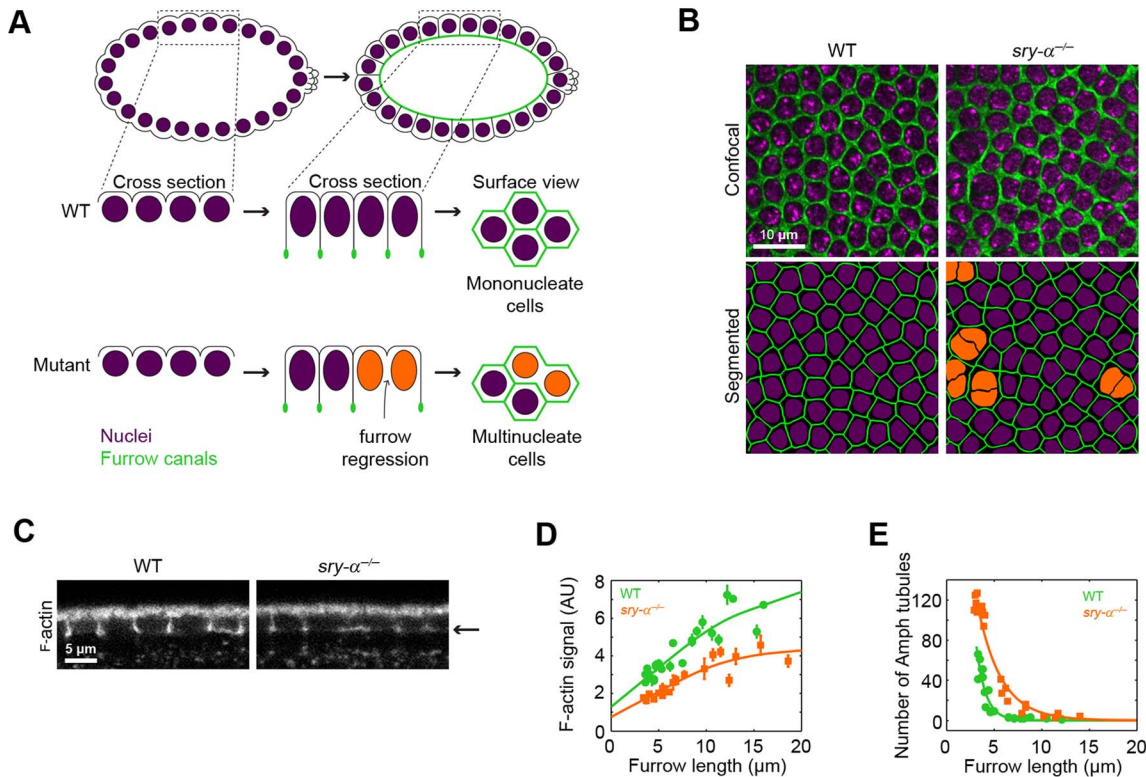 A
Cross section
Cross section
Surface view
WT
Mononucleate
cells
Mutant
Nuclei
Furrow canals
furrow
regression
Multinucleate
cells
B
WT
sry-α−/−
Confocal
10 μm
Segmented
C
WT
sry-α−/−
F-actin
5 μm
D
F-actin signal (AU)
8
6
4
2
0
WT
sry-α−/−
0 5 10 15 20
Furrow length (μm)
E
Number of Amph tubules
120
80
40
0
WT
sry-α−/−
0 5 10 15 20
Furrow length (μm)